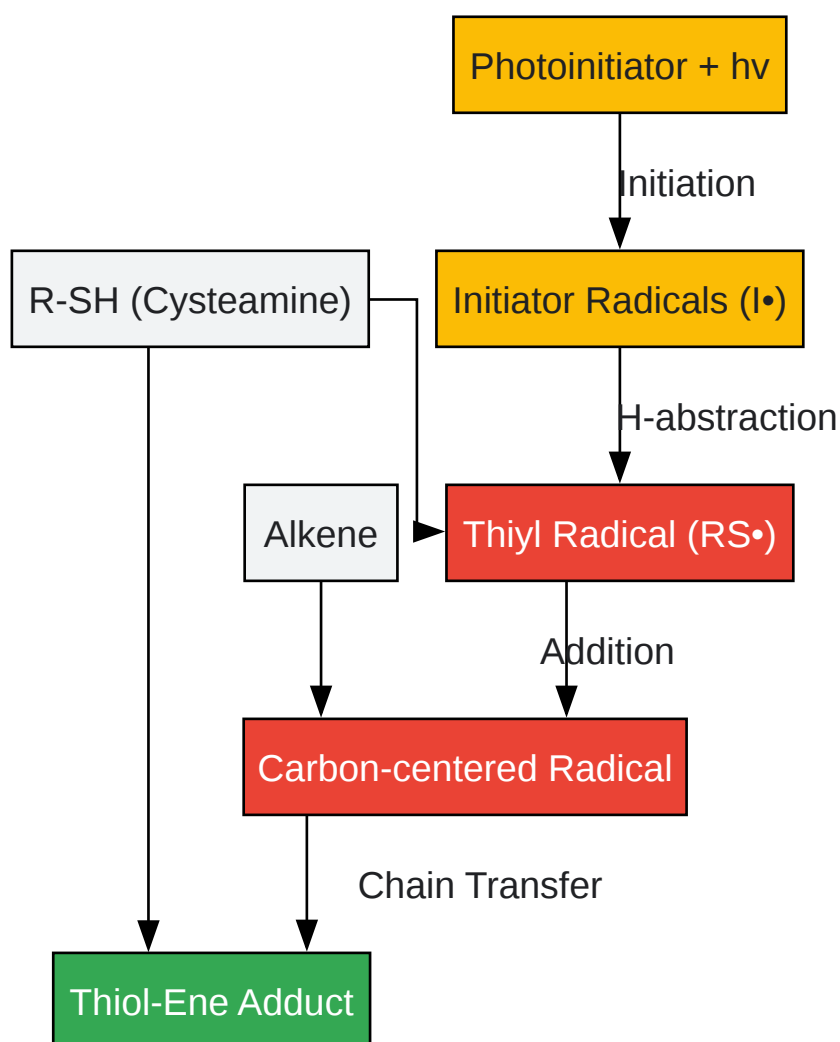 Photoinitiator + hv
Initiation
R-SH (Cysteamine)
Initiator Radicals (I•)
H-abstraction
Alkene
Thiyl Radical (RS•)
Addition
Carbon-centered Radical
Chain Transfer
Thiol-Ene Adduct